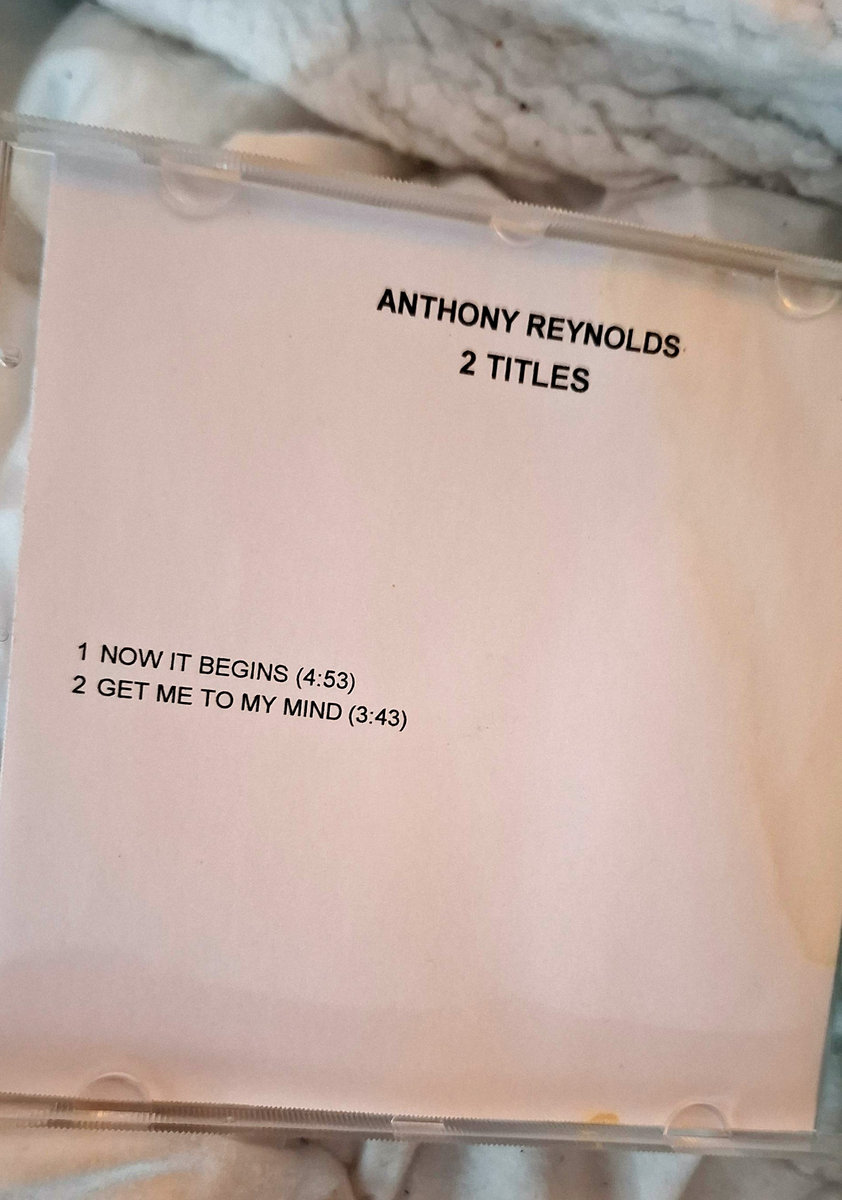 ANTHONY REYNOLDS
2 TITLES
1 NOW IT BEGINS (4:53)
2 GET ME TO MY MIND (3:43)